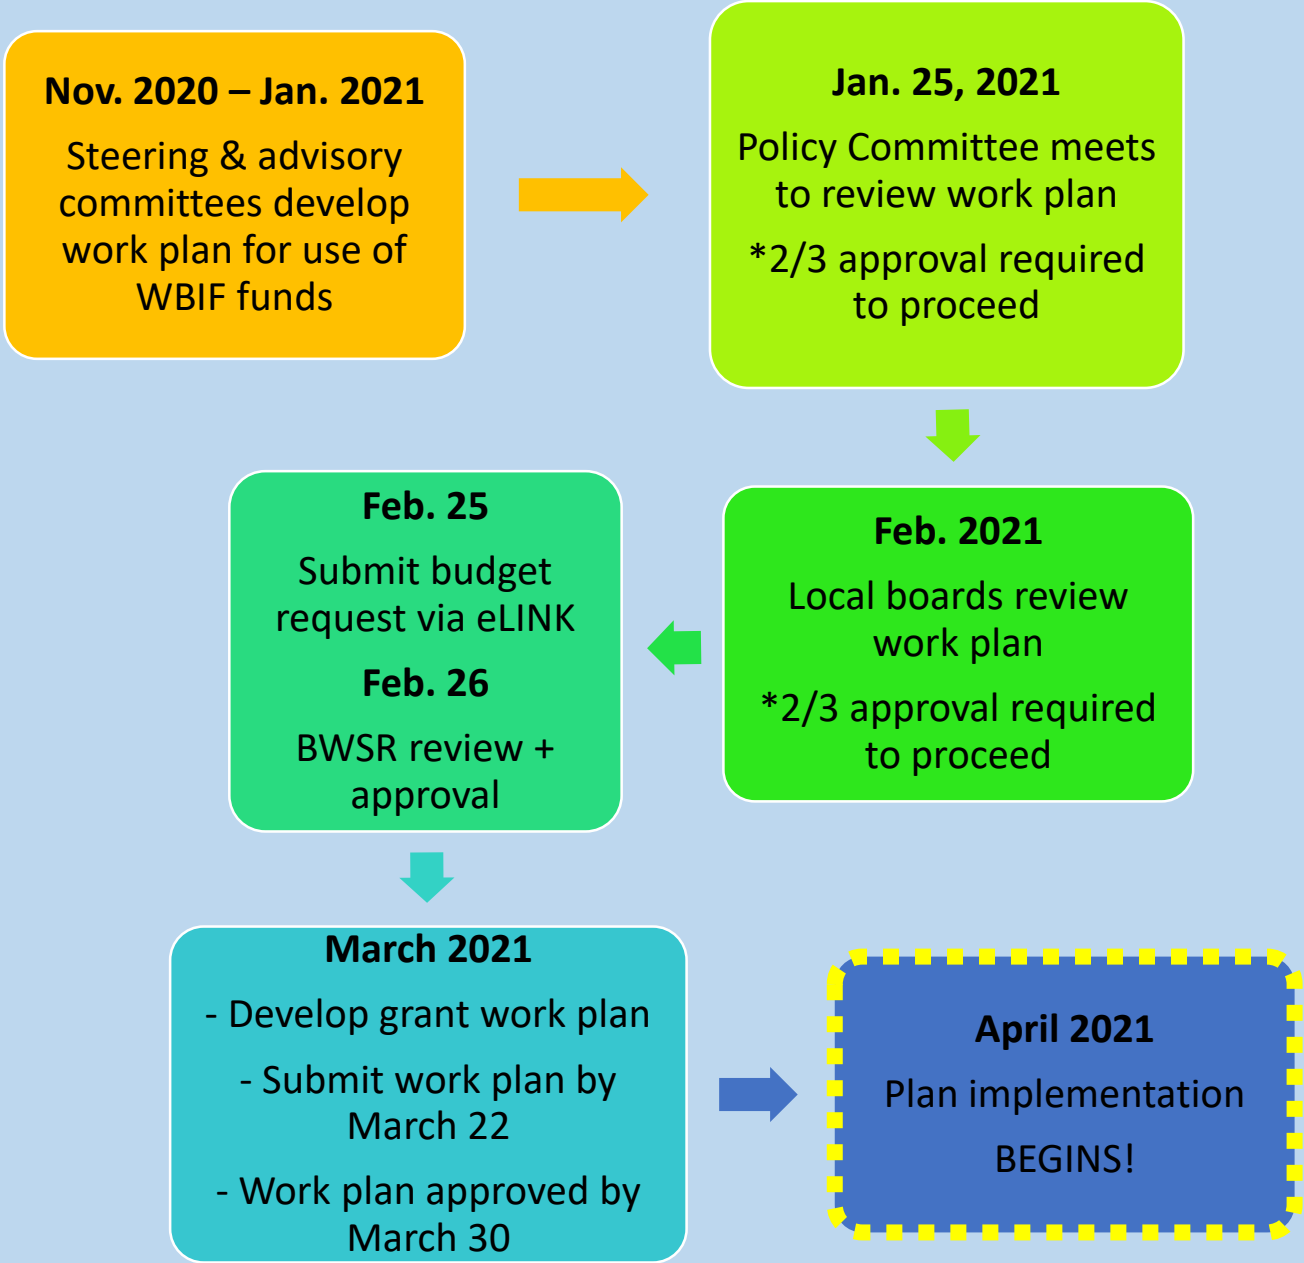 Nov. 2020 – Jan. 2021
Steering & advisory
committees develop
work plan for use of
WBIF funds
Jan. 25, 2021
Policy Committee meets
to review work plan
*2/3 approval required
to proceed
Feb. 2021
Local boards review
work plan
*2/3 approval required
to proceed
Feb. 25
Submit budget
request via eLINK
Feb. 26
BWSR review +
approval
March 2021
- Develop grant work plan
- Submit work plan by
March 22
- Work plan approved by
March 30
April 2021
Plan implementation
BEGINS!